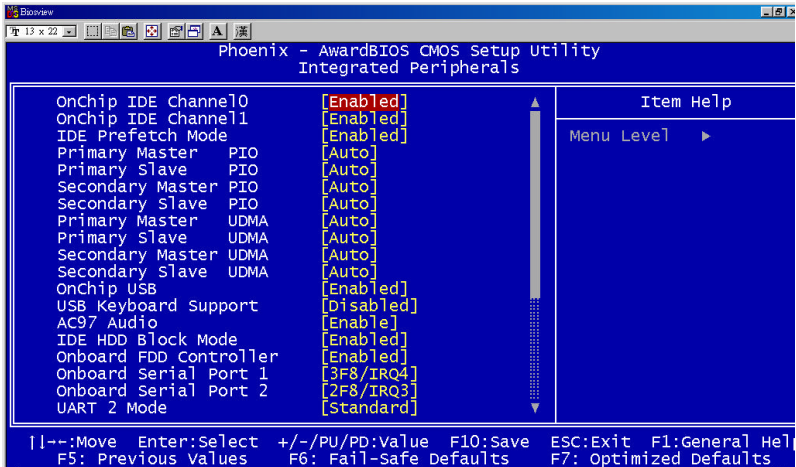 Biosview
Tr 13 x 22 A 漢
Phoenix - AwardBIOS CMOS Setup Utility
Integrated Peripherals
OnChip IDE Channel0 [Enabled]
OnChip IDE Channel1 [Enabled]
IDE Prefetch Mode [Enabled]
Primary Master PIO [Auto]
Primary Slave PIO [Auto]
Secondary Master PIO [Auto]
Secondary Slave PIO [Auto]
Primary Master UDMA [Auto]
Primary Slave UDMA [Auto]
Secondary Master UDMA [Auto]
Secondary Slave UDMA [Auto]
OnChip USB [Enabled]
USB Keyboard Support [Disabled]
AC97 Audio [Enable]
IDE HDD Block Mode [Enabled]
Onboard FDD Controller [Enabled]
Onboard Serial Port 1 [3F8/IRQ4]
Onboard Serial Port 2 [2F8/IRQ3]
UART 2 Mode [Standard]
Item Help
Menu Level ►
↑↓→←:Move Enter:Select +/-/PU/PD:Value F10:Save ESC:Exit F1:General Help
F5: Previous Values F6: Fail-Safe Defaults F7: Optimized Defaults